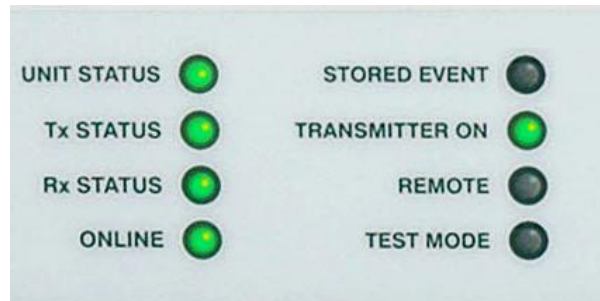 UNIT STATUS
Tx STATUS
Rx STATUS
ONLINE
STORED EVENT
TRANSMITTER ON
REMOTE
TEST MODE